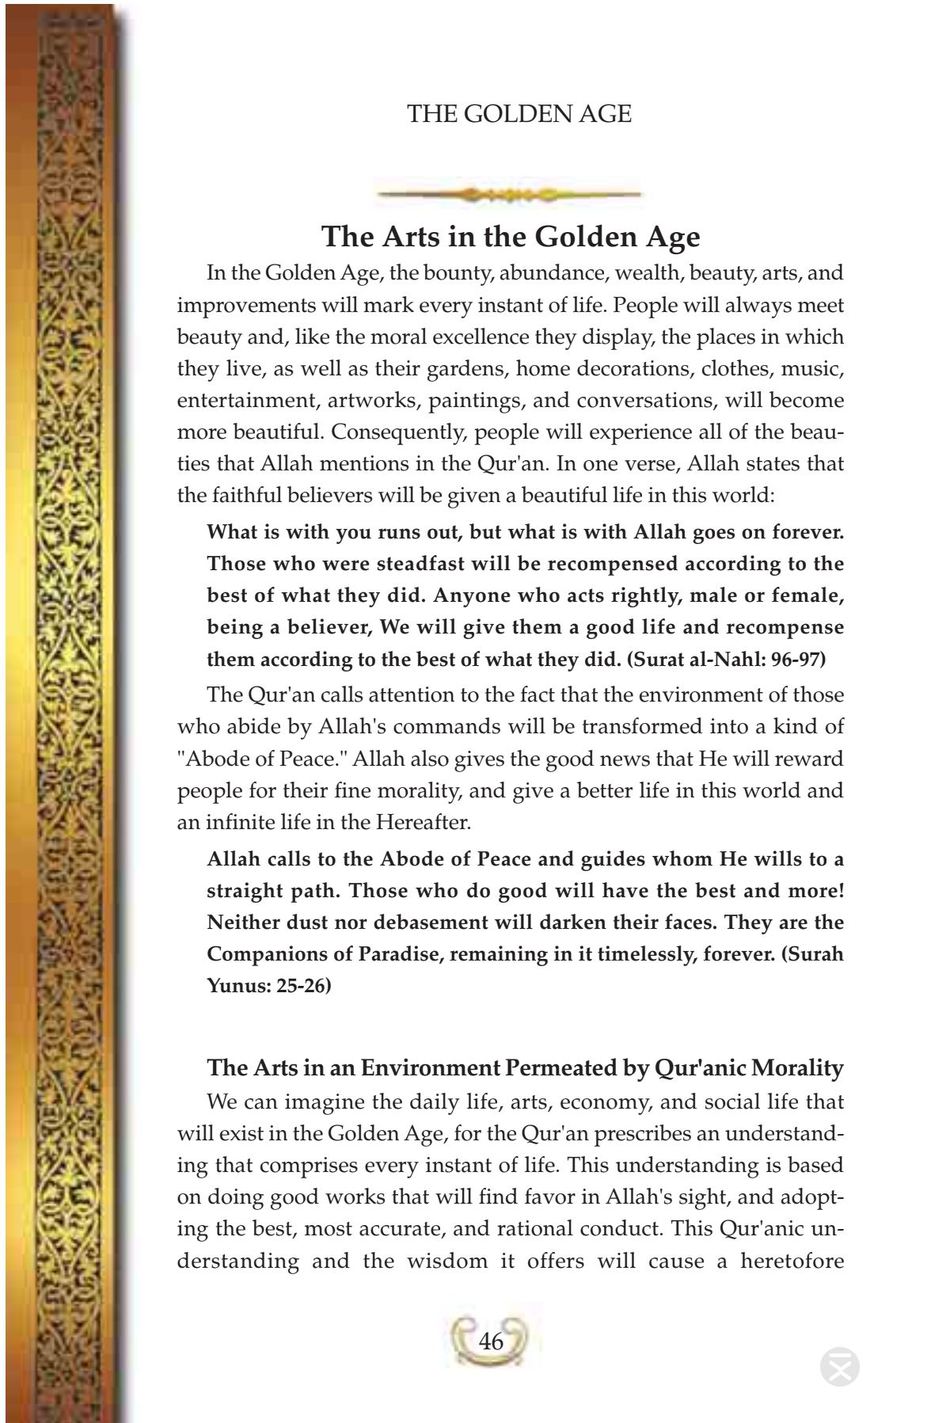 THE GOLDEN AGE
The Arts in the Golden Age
In the Golden Age, the bounty, abundance, wealth, beauty, arts, and
improvements will mark every instant of life. People will always meet
beauty and, like the moral excellence they display, the places in which
they live, as well as their gardens, home decorations, clothes, music,
entertainment, artworks, paintings, and conversations, will become
more beautiful. Consequently, people will experience all of the beau-
ties that Allah mentions in the Qur'an. In one verse, Allah states that
the faithful believers will be given a beautiful life in this world:
What is with you runs out, but what is with Allah goes on forever.
Those who were steadfast will be recompensed according to the
best of what they did. Anyone who acts rightly, male or female,
being a believer, We will give them a good life and recompense
them according to the best of what they did. (Surat al-Nahl: 96-97)
The Qur'an calls attention to the fact that the environment of those
who abide by Allah's commands will be transformed into a kind of
"Abode of Peace." Allah also gives the good news that He will reward
people for their fine morality, and give a better life in this world and
an infinite life in the Hereafter.
Allah calls to the Abode of Peace and guides whom He wills to a
straight path. Those who do good will have the best and more!
Neither dust nor debasement will darken their faces. They are the
Companions of Paradise, remaining in it timelessly, forever. (Surah
Yunus: 25-26)
The Arts in an Environment Permeated by Qur'anic Morality
We can imagine the daily life, arts, economy, and social life that
will exist in the Golden Age, for the Qur'an prescribes an understand-
ing that comprises every instant of life. This understanding is based
on doing good works that will find favor in Allah's sight, and adopt-
ing the best, most accurate, and rational conduct. This Qur'anic un-
derstanding and the wisdom it offers will cause a heretofore
46